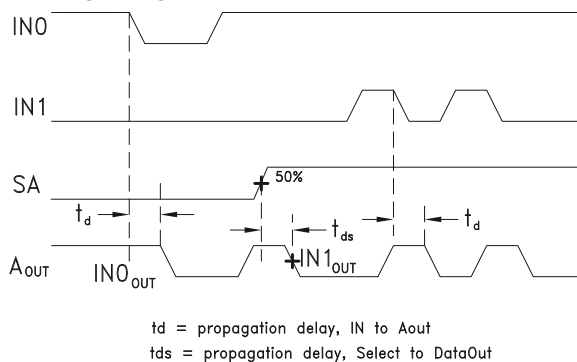 IN0
IN1
SA
50%
td
tds
td
AOUT
IN0OUT
IN1OUT
td = propagation delay, IN to Aout
tds = propagation delay, Select to DataOut